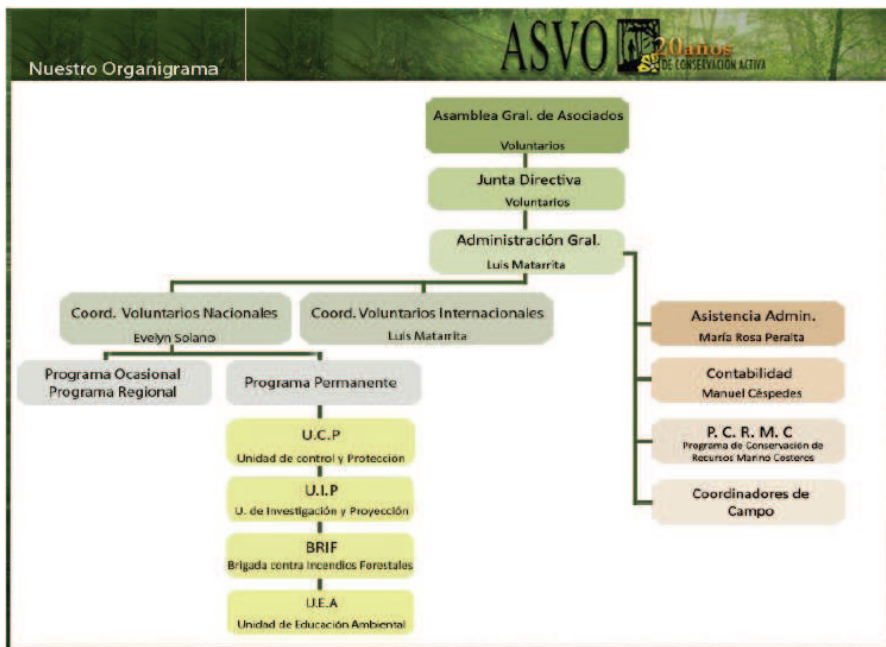 Nuestro Organigrama
ASVO
20años
DE CONSERVACIÓN ACTIVA
Asamblea Gral. de Asociados
Voluntarios
Junta Directiva
Voluntarios
Administración Gral.
Luis Matarrita
Coord. Voluntarios Nacionales
Evelyn Solano
Coord. Voluntarios Internacionales
Luis Matarrita
Asistencia Admin.
María Rosa Peralta
Programa Ocasional
Programa Regional
Programa Permanente
Contabilidad
Manuel Céspedes
U.C.P
Unidad de control y Protección
P. C. R. M. C
Programa de Conservación de
Recursos Marino Costeros
U.I.P
U. de Investigación y Proyección
Coordinadores de
Campo
BRIF
Brigada contra Incendios Forestales
U.E.A
Unidad de Educación Ambiental